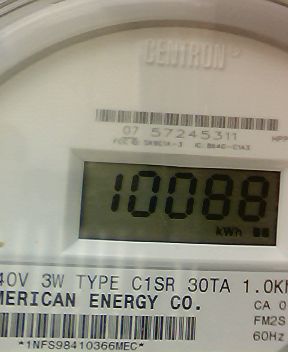 CENTRON®
07 57245311
10088
kWh
40V 3W TYPE C1SR 30TA 1.0K
MERICAN ENERGY CO.
CA 0
FM2S
60Hz
*1NFS98410366MEC*